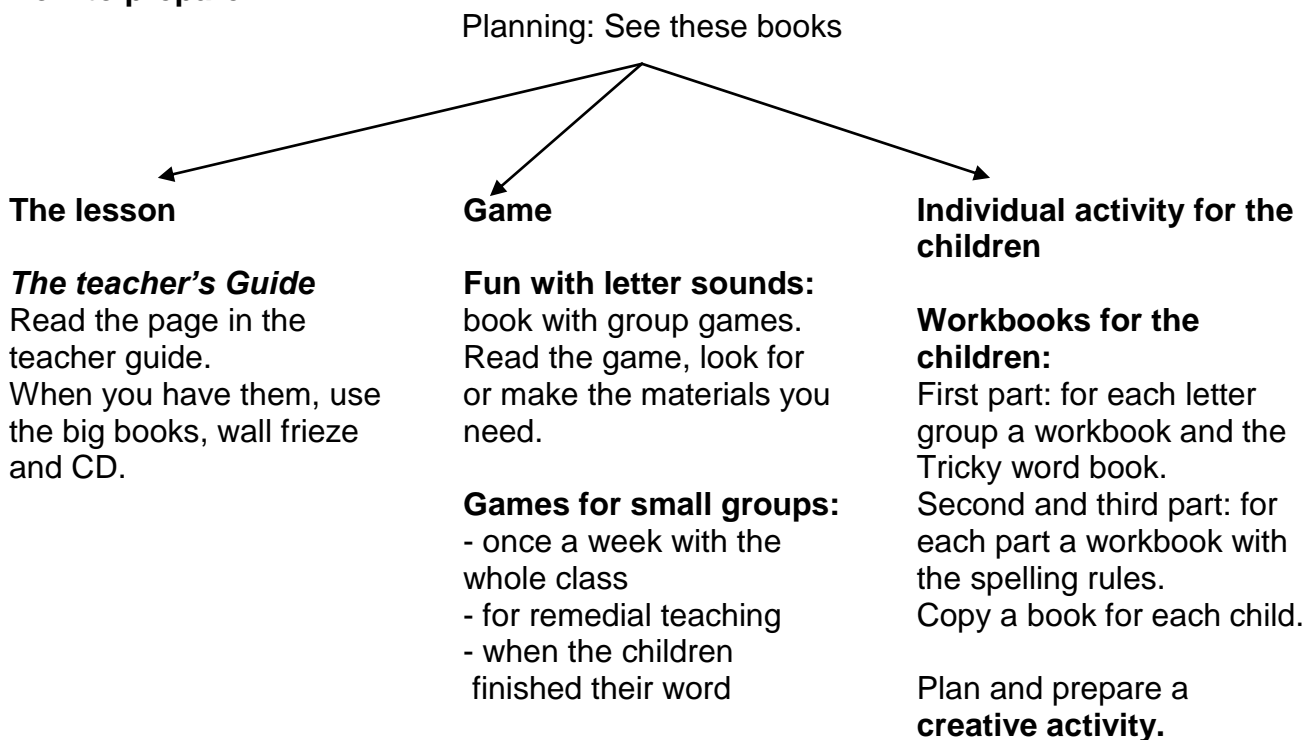 Planning: See these books
The lesson
The teacher's Guide
Read the page in the
teacher guide.
When you have them, use
the big books, wall frieze
and CD.
Game
Fun with letter sounds:
book with group games.
Read the game, look for
or make the materials you
need.
Games for small groups:
- once a week with the
whole class
- for remedial teaching
- when the children
finished their word
Individual activity for the
children
Workbooks for the
children:
First part: for each letter
group a workbook and the
Tricky word book.
Second and third part: for
each part a workbook with
the spelling rules.
Copy a book for each child.
Plan and prepare a
creative activity.